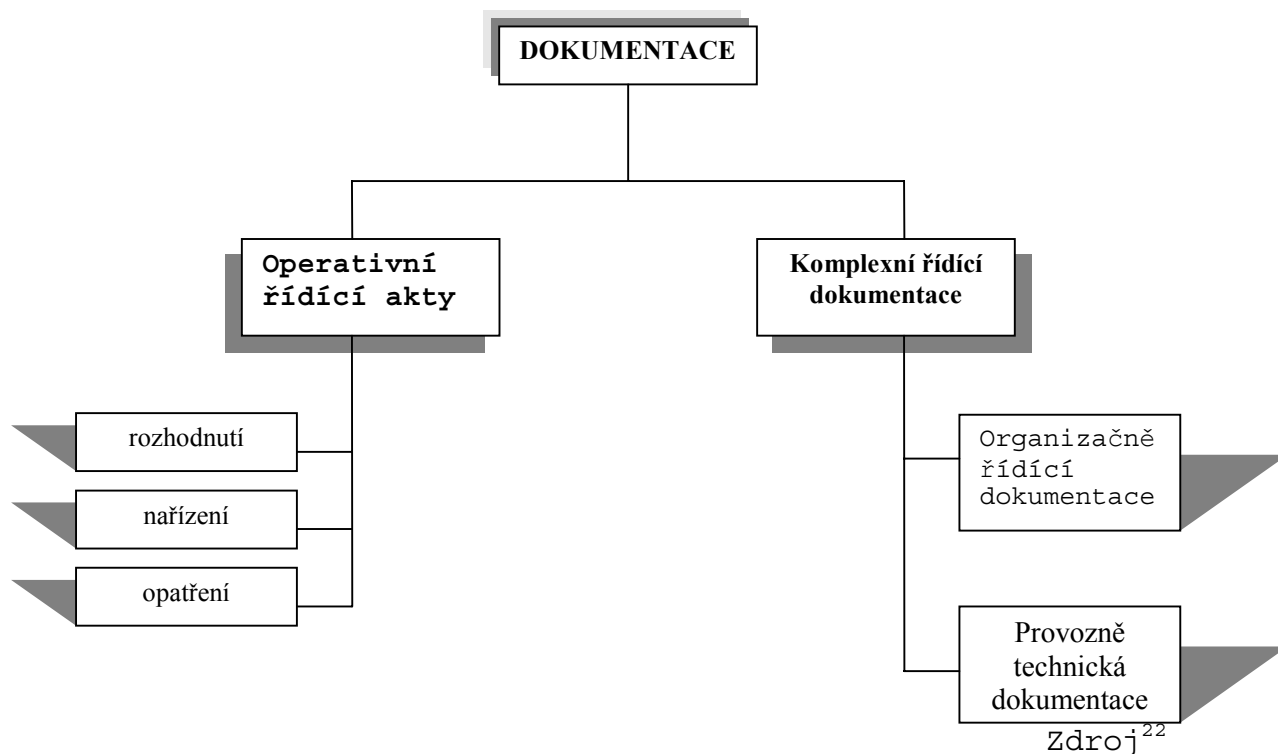 DOKUMENTACE
Operativní
řídící akty
Komplexní řídící
dokumentace
rozhodnutí
nařízení
opatření
Organizačně
řídící
dokumentace
Provozně
technická
dokumentace
Zdroj22